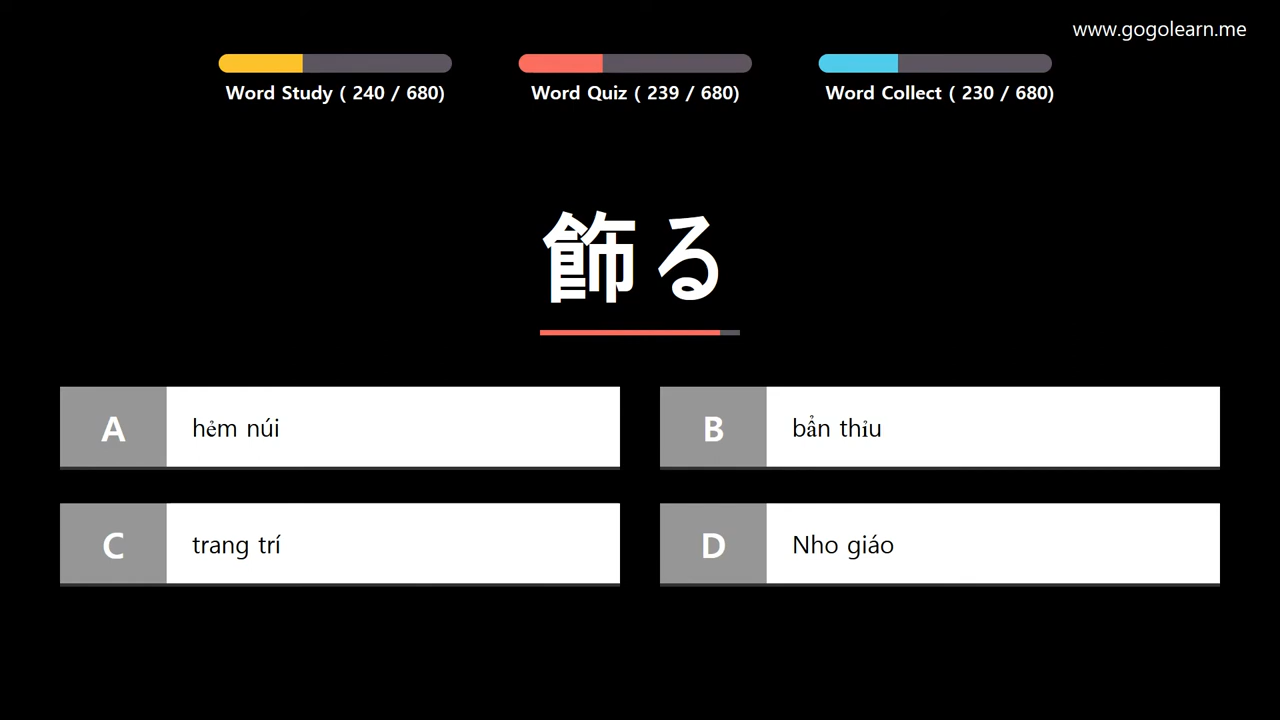 www.gogolearn.me
Word Study ( 240 / 680)
Word Quiz ( 239 / 680)
Word Collect ( 230 / 680)
飾る
A hẻm núi
B bẩn thỉu
C trang trí
D Nho giáo